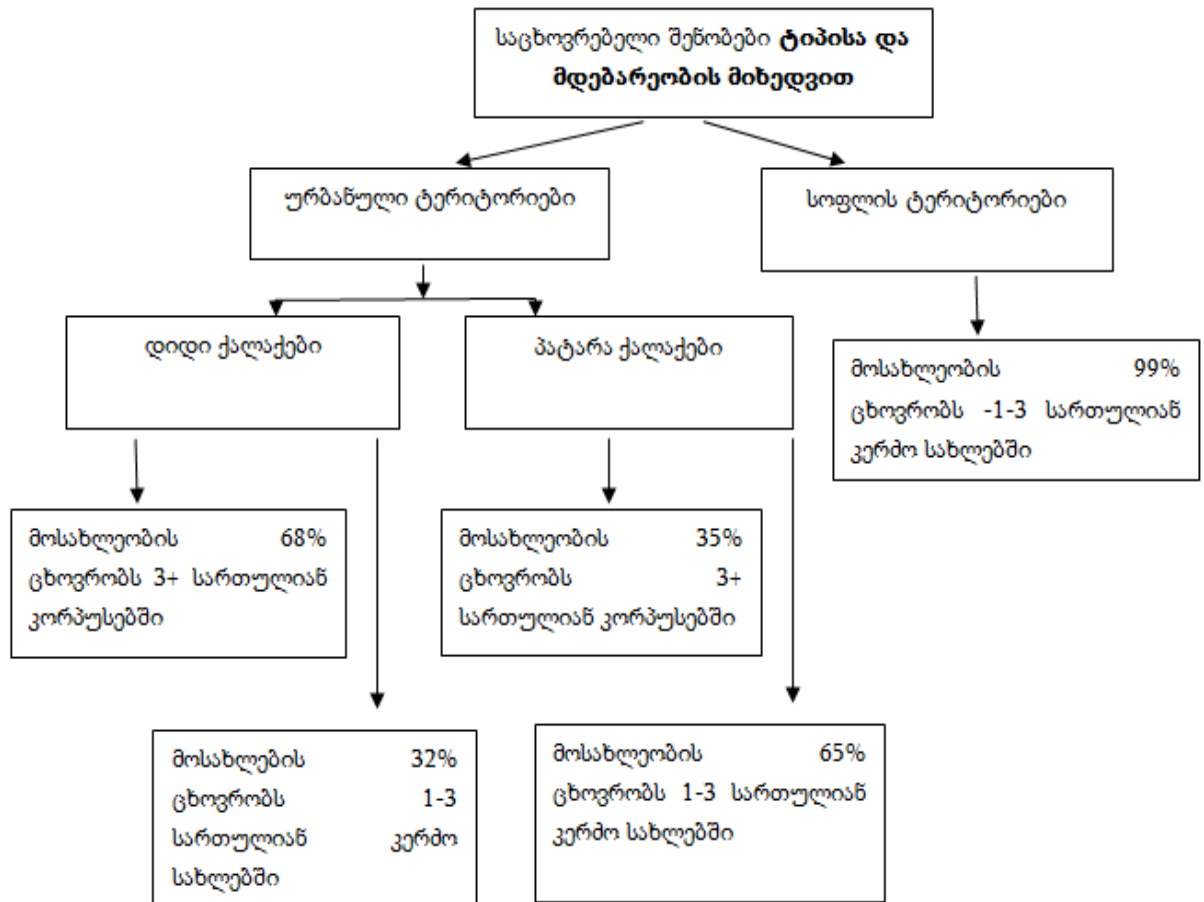 საცხოვრებელი შენობები ტიპისა და
მდებარეობის მიხედვით
ურბანული ტერიტორიები
სოფლის ტერიტორიები
დიდი ქალაქები
პატარა ქალაქები
მოსახლეობის 99%
ცხოვრობს -1-3 სართულიან
კერძო სახლებში
მოსახლეობის 68%
ცხოვრობს 3+ სართულიან
კორპუსებში
მოსახლეობის 35%
ცხოვრობს 3+
სართულიან კორპუსებში
მოსახლების 32%
ცხოვრობს 1-3
სართულიან კერძო
სახლებში
მოსახლეობის 65%
ცხოვრობს 1-3 სართულიან
კერძო სახლებში